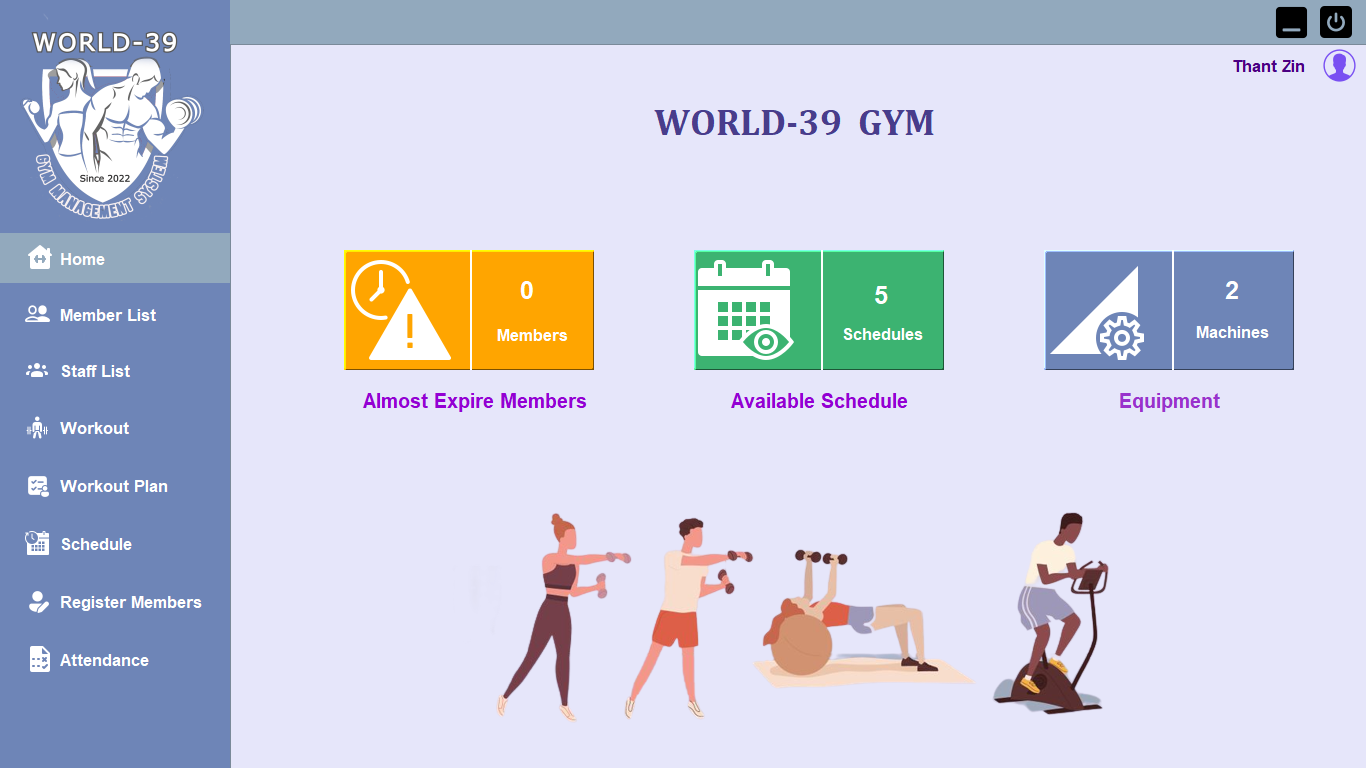 WORLD-39
Since 2022
GYM MANAGEMENT SYSTEM
Home
Member List
Staff List
Workout
Workout Plan
Schedule
Register Members
Attendance
Thant Zin
WORLD-39 GYM
0
Members
Almost Expire Members
5
Schedules
Available Schedule
2
Machines
Equipment